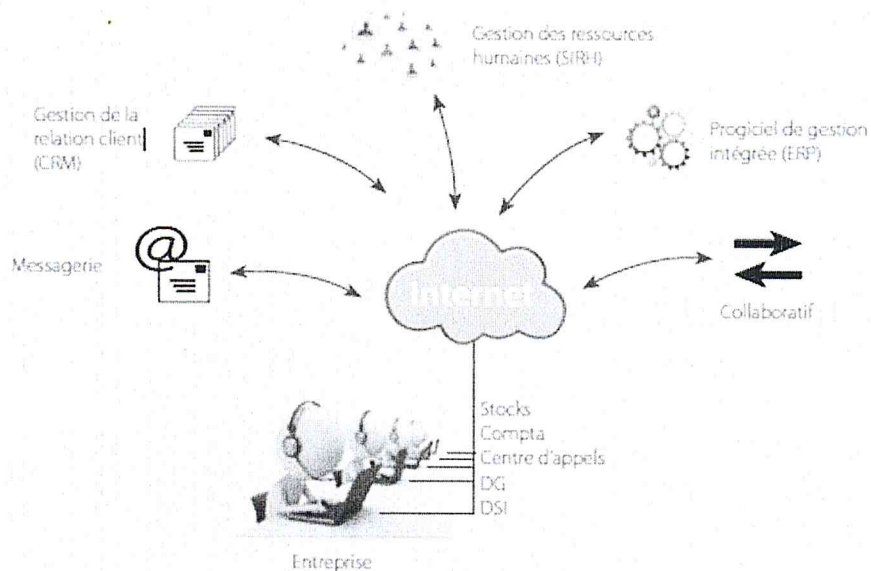 Gestion des ressources
humaines (SIRH)
Gestion de la
relation client
(CRM)
Progiciel de gestion
intégrée (ERP)
Messagerie
@
Internet
Collaboratif
Stocks
Compta
Centre d'appels
DG
DSI
Entreprise